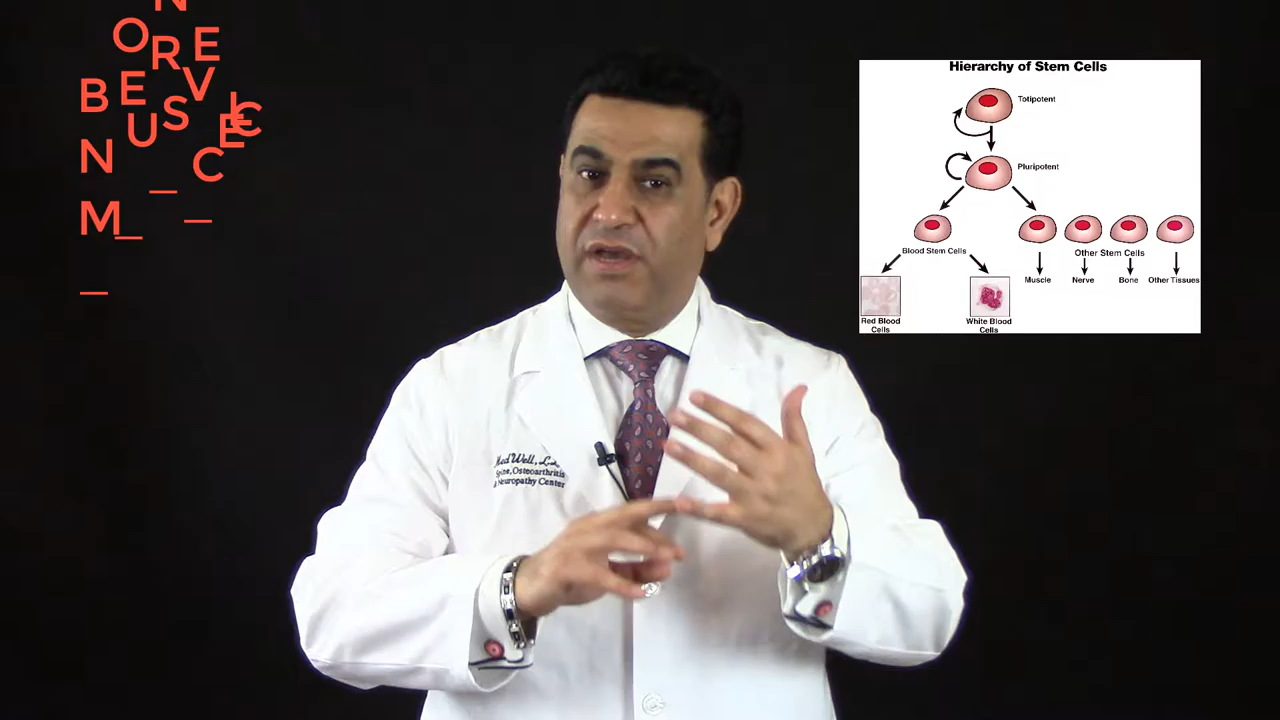 Hierarchy of Stem Cells
Totipotent
Pluripotent
Blood Stem Cells
Other Stem Cells
Muscle
Nerve
Bone
Other Tissues
Red Blood
Cells
White Blood
Cells
MedWell,
Spine, Osteoarthritis
& Neuropathy Center